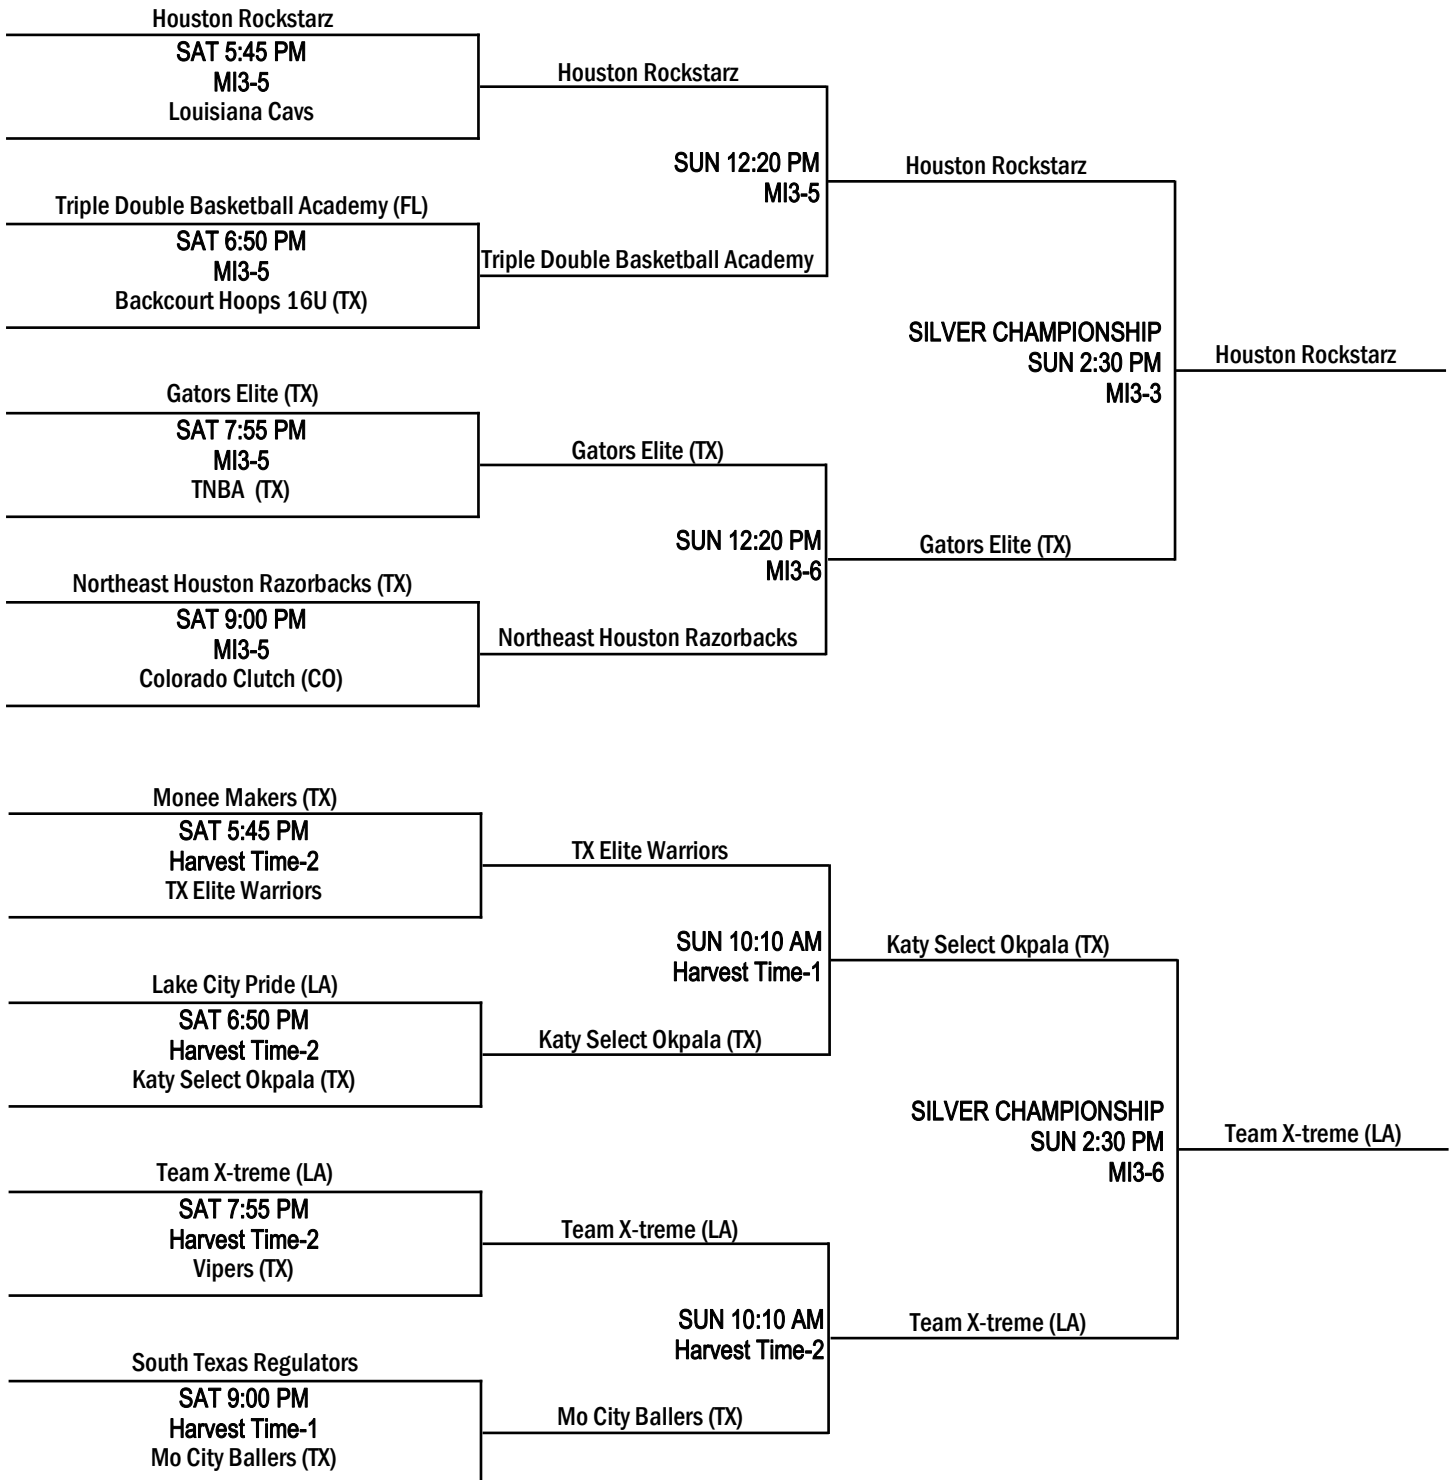 Houston Rockstarz
SAT 5:45 PM
MI3-5
Louisiana Cavs
Houston Rockstarz
SUN 12:20 PM
MI3-5
Houston Rockstarz
Triple Double Basketball Academy (FL)
SAT 6:50 PM
MI3-5
Backcourt Hoops 16U (TX)
Triple Double Basketball Academy
SILVER CHAMPIONSHIP
SUN 2:30 PM
MI3-3
Houston Rockstarz
Gators Elite (TX)
SAT 7:55 PM
MI3-5
TNBA  (TX)
Gators Elite (TX)
SUN 12:20 PM
MI3-6
Gators Elite (TX)
Northeast Houston Razorbacks (TX)
SAT 9:00 PM
MI3-5
Colorado Clutch (CO)
Northeast Houston Razorbacks
Monee Makers (TX)
SAT 5:45 PM
Harvest Time-2
TX Elite Warriors
TX Elite Warriors
SUN 10:10 AM
Harvest Time-1
Katy Select Okpala (TX)
Lake City Pride (LA)
SAT 6:50 PM
Harvest Time-2
Katy Select Okpala (TX)
Katy Select Okpala (TX)
SILVER CHAMPIONSHIP
SUN 2:30 PM
MI3-6
Team X-treme (LA)
Team X-treme (LA)
SAT 7:55 PM
Harvest Time-2
Vipers (TX)
Team X-treme (LA)
SUN 10:10 AM
Harvest Time-2
Team X-treme (LA)
South Texas Regulators
SAT 9:00 PM
Harvest Time-1
Mo City Ballers (TX)
Mo City Ballers (TX)